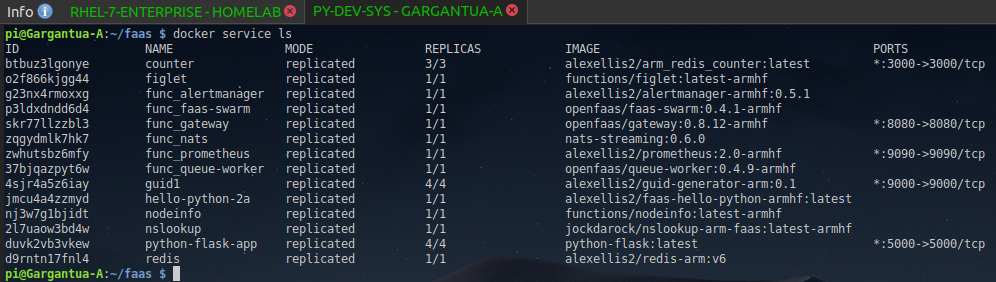 Info RHEL-7-ENTERPRISE - HOMELAB PY-DEV-SYS - GARGANTUA-A
pi@Gargantua-A:~/faas $ docker service ls
ID NAME MODE REPLICAS IMAGE PORTS
btbuz3lgonye counter replicated 3/3 alexellis2/arm_redis_counter:latest *:3000->3000/tcp
o2f866kjgg44 figlet replicated 1/1 functions/figlet:latest-armhf
g23nx4rmoxxg func_alertmanager replicated 1/1 alexellis2/alertmanager-armhf:0.5.1
p3ldxdndd6d4 func_faas-swarm replicated 1/1 openfaas/faas-swarm:0.4.1-armhf
skr77llzzbl3 func_gateway replicated 1/1 openfaas/gateway:0.8.12-armhf *:8080->8080/tcp
zqgydmlk7hk7 func_nats replicated 1/1 nats-streaming:0.6.0
zwhutsbz6mfy func_prometheus replicated 1/1 alexellis2/prometheus:2.0-armhf *:9090->9090/tcp
37bjqazpyt6w func_queue-worker replicated 1/1 openfaas/queue-worker:0.4.9-armhf
4sjr4a5z6iay guid1 replicated 4/4 alexellis2/guid-generator-arm:0.1 *:9000->9000/tcp
jmcu4a4zzmyd hello-python-2a replicated 1/1 alexellis2/faas-hello-python-armhf:latest
nj3w7g1bjidt nodeinfo replicated 1/1 functions/nodeinfo:latest-armhf
2l7uaow3bd4w nslookup replicated 1/1 jockdarock/nslookup-arm-faas:latest-armhf
duvk2vb3vkew python-flask-app replicated 4/4 python-flask:latest *:5000->5000/tcp
d9rntn17fnl4 redis replicated 1/1 alexellis2/redis-arm:v6
pi@Gargantua-A:~/faas $